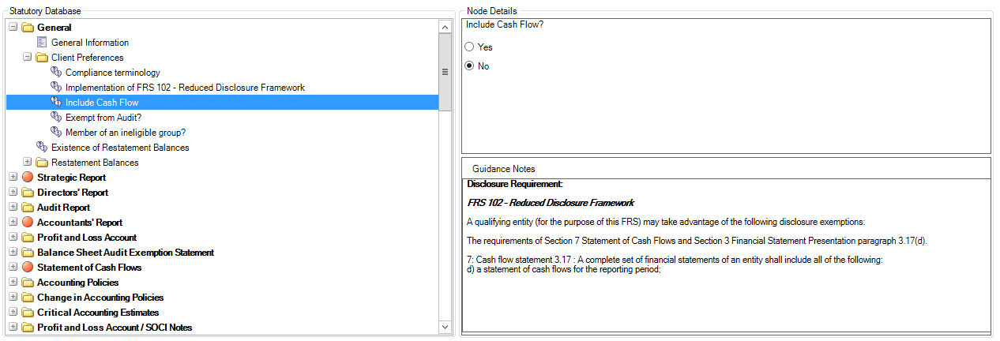 Statutory Database
General
General Information
Client Preferences
Compliance terminology
Implementation of FRS 102 - Reduced Disclosure Framework
Include Cash Flow
Exempt from Audit?
Member of an ineligible group?
Existence of Restatement Balances
Restatement Balances
Strategic Report
Directors' Report
Audit Report
Accountants' Report
Profit and Loss Account
Balance Sheet Audit Exemption Statement
Statement of Cash Flows
Accounting Policies
Change in Accounting Policies
Critical Accounting Estimates
Profit and Loss Account / SOCI Notes
Node Details
Include Cash Flow?
Yes
No
Guidance Notes
Disclosure Requirement:
FRS 102 - Reduced Disclosure Framework
A qualifying entity (for the purpose of this FRS) may take advantage of the following disclosure exemptions:
The requirements of Section 7 Statement of Cash Flows and Section 3 Financial Statement Presentation paragraph 3.17(d).
7: Cash flow statement 3.17 : A complete set of financial statements of an entity shall include all of the following:
d) a statement of cash flows for the reporting period;